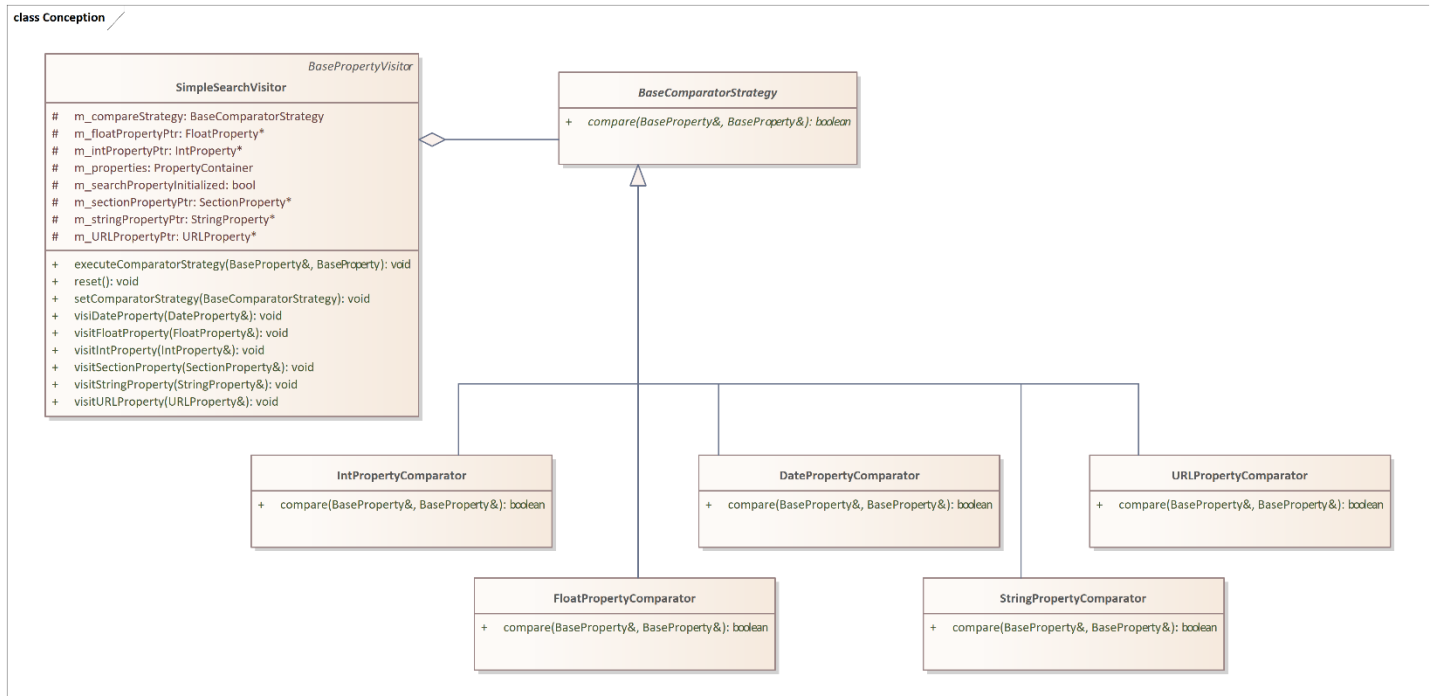 class Conception
BasePropertyVisitor
SimpleSearchVisitor
# m_compareStrategy: BaseComparatorStrategy
# m_floatPropertyPtr: FloatProperty*
# m_intPropertyPtr: IntProperty*
# m_properties: PropertyContainer
# m_searchPropertyInitialized: bool
# m_sectionPropertyPtr: SectionProperty*
# m_stringPropertyPtr: StringProperty*
# m_URLPropertyPtr: URLProperty*
+ executeComparatorStrategy(BaseProperty&, BaseProperty): void
+ reset(): void
+ setComparatorStrategy(BaseComparatorStrategy): void
+ visiDateProperty(DateProperty&): void
+ visitFloatProperty(FloatProperty&): void
+ visitIntProperty(IntProperty&): void
+ visitSectionProperty(SectionProperty&): void
+ visitStringProperty(StringProperty&): void
+ visitURLProperty(URLProperty&): void
BaseComparatorStrategy
+ compare(BaseProperty&, BaseProperty&): boolean
IntPropertyComparator
+ compare(BaseProperty&, BaseProperty&): boolean
DatePropertyComparator
+ compare(BaseProperty&, BaseProperty&): boolean
URLPropertyComparator
+ compare(BaseProperty&, BaseProperty&): boolean
FloatPropertyComparator
+ compare(BaseProperty&, BaseProperty&): boolean
StringPropertyComparator
+ compare(BaseProperty&, BaseProperty&): boolean